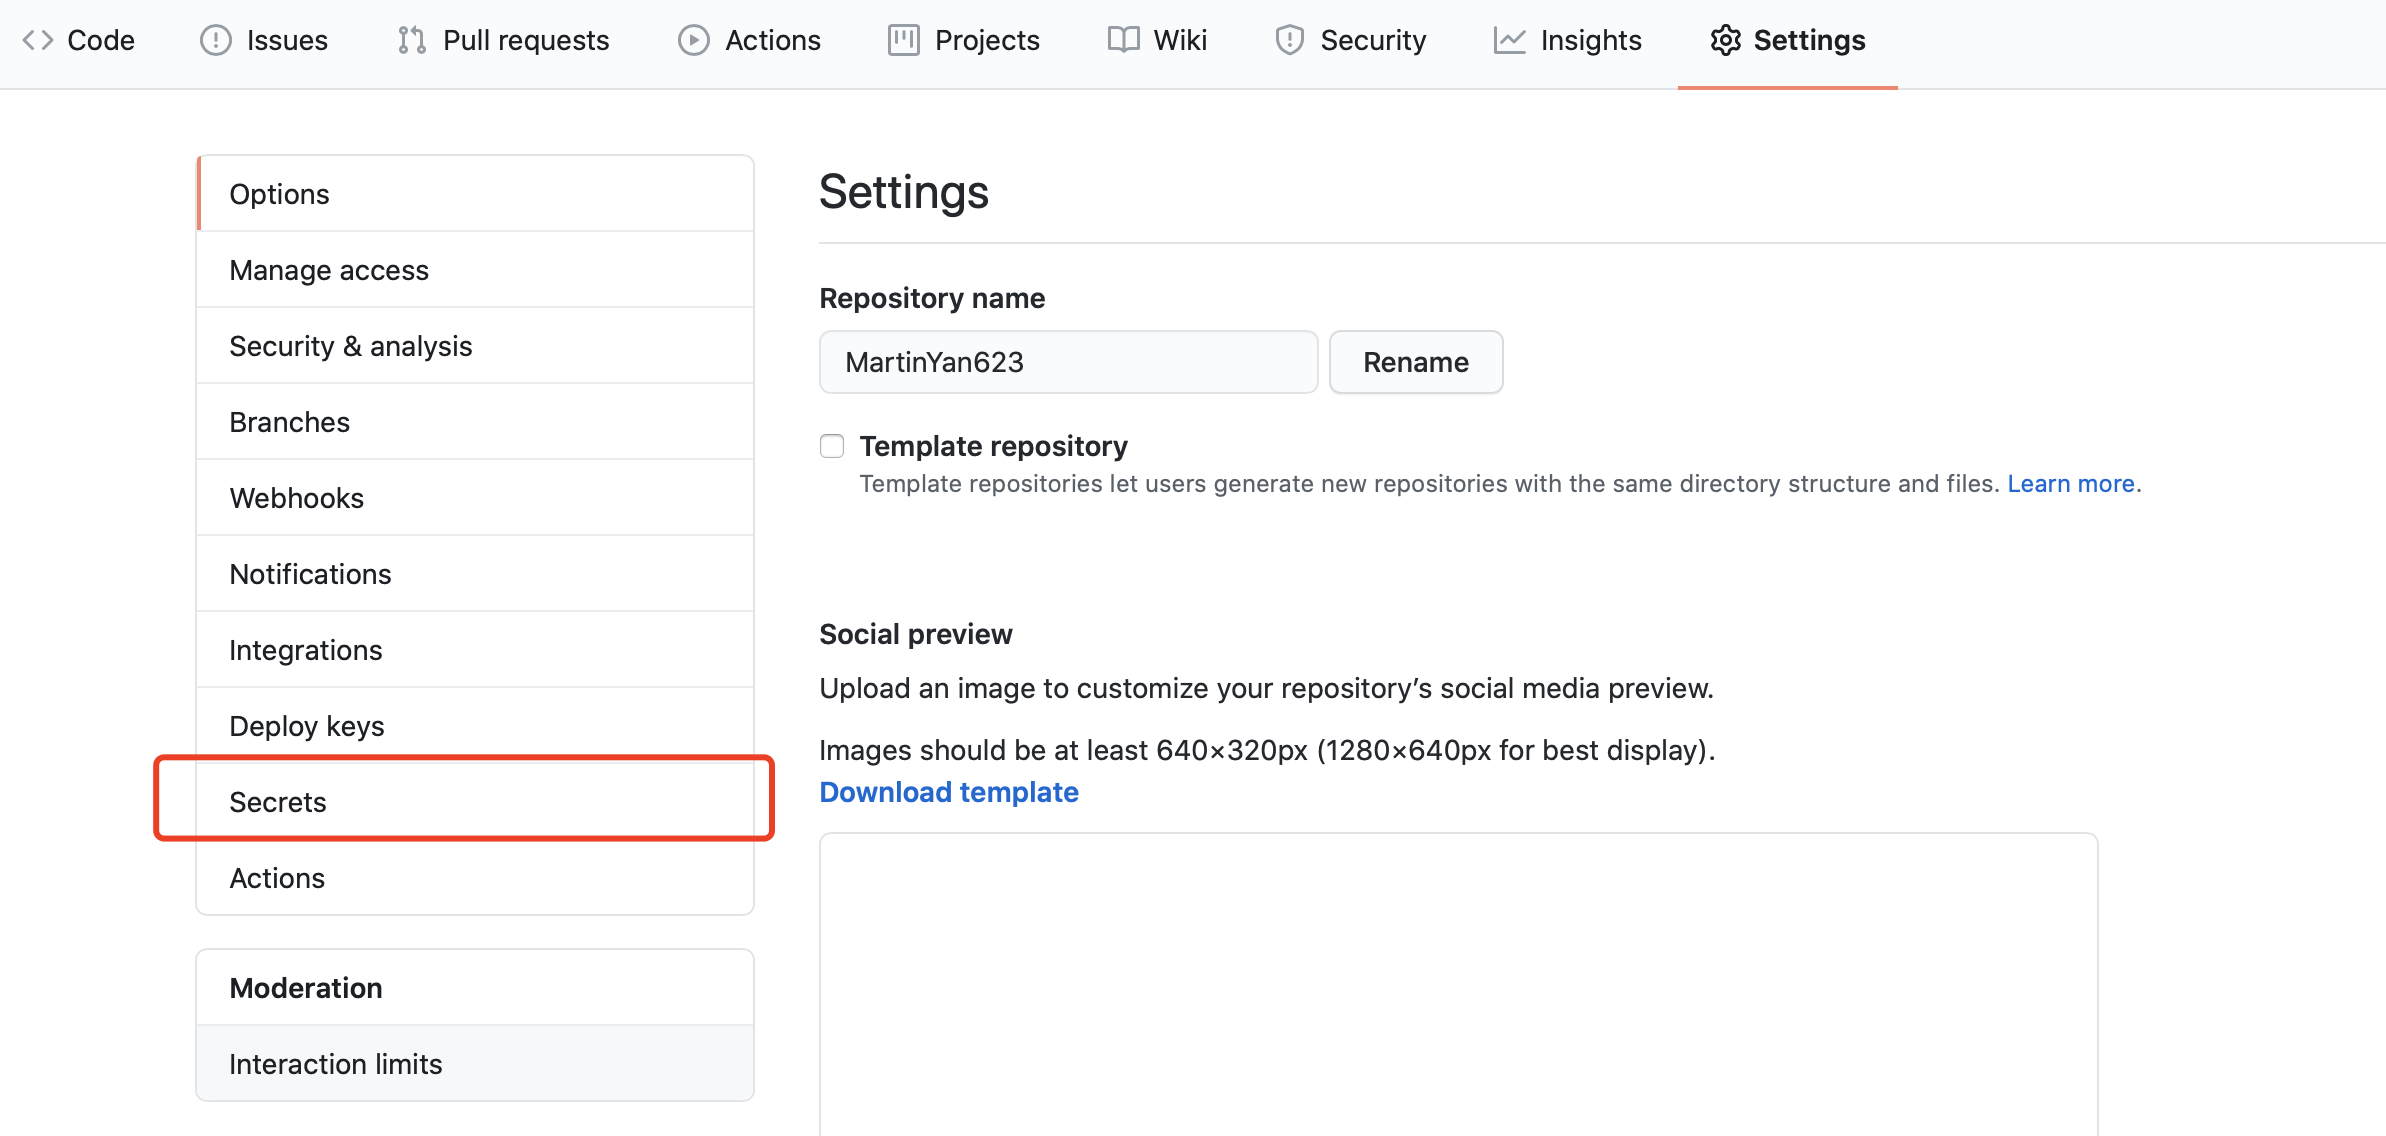 Code Issues Pull requests Actions Projects Wiki Security Insights Settings
Options
Manage access
Security & analysis
Branches
Webhooks
Notifications
Integrations
Deploy keys
Secrets
Actions
Moderation
Interaction limits
Settings
Repository name
MartinYan623 Rename
Template repository
Template repositories let users generate new repositories with the same directory structure and files. Learn more.
Social preview
Upload an image to customize your repository’s social media preview.
Images should be at least 640×320px (1280×640px for best display).
Download template